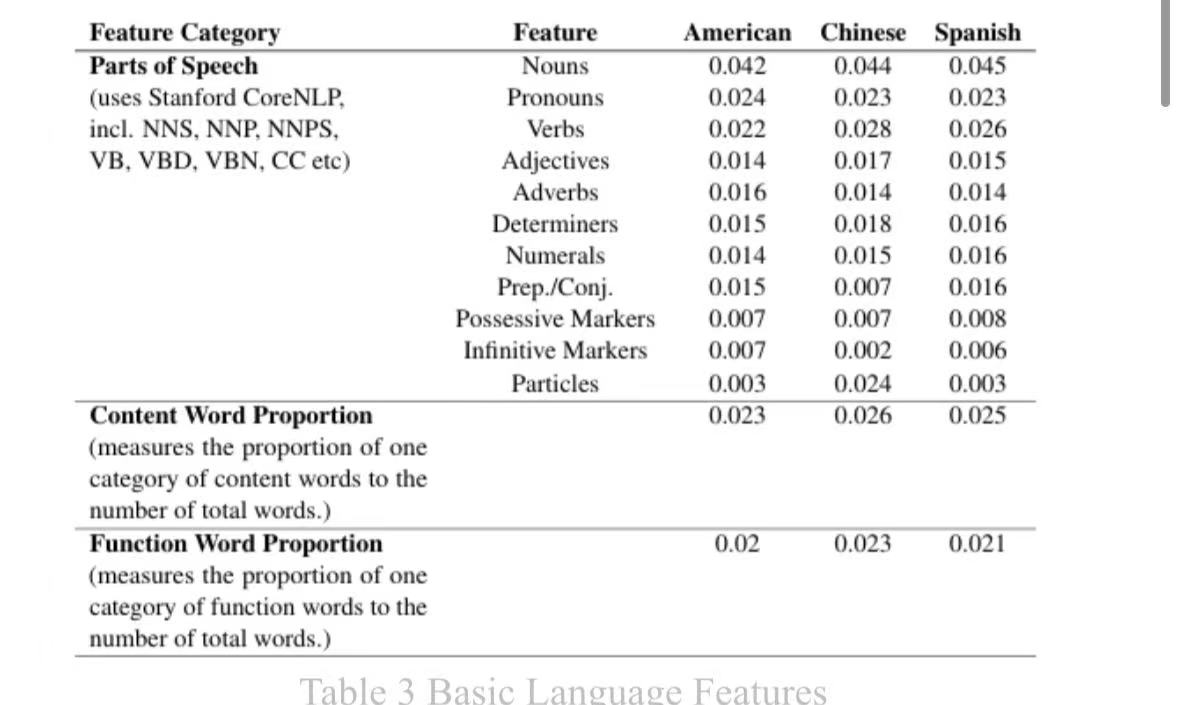 Feature Category Feature American Chinese Spanish
Parts of Speech Nouns 0.042 0.044 0.045
(uses Stanford CoreNLP, Pronouns 0.024 0.023 0.023
incl. NNS, NNP, NNPS, Verbs 0.022 0.028 0.026
VB, VBD, VBN, CC etc) Adjectives 0.014 0.017 0.015
Adverbs 0.016 0.014 0.014
Determiners 0.015 0.018 0.016
Numerals 0.014 0.015 0.016
Prep./Conj. 0.015 0.007 0.016
Possessive Markers 0.007 0.007 0.008
Infinitive Markers 0.007 0.002 0.006
Particles 0.003 0.024 0.003
Content Word Proportion 0.023 0.026 0.025
(measures the proportion of one
category of content words to the
number of total words.)
Function Word Proportion 0.02 0.023 0.021
(measures the proportion of one
category of function words to the
number of total words.)
Table 3 Basic Language Features